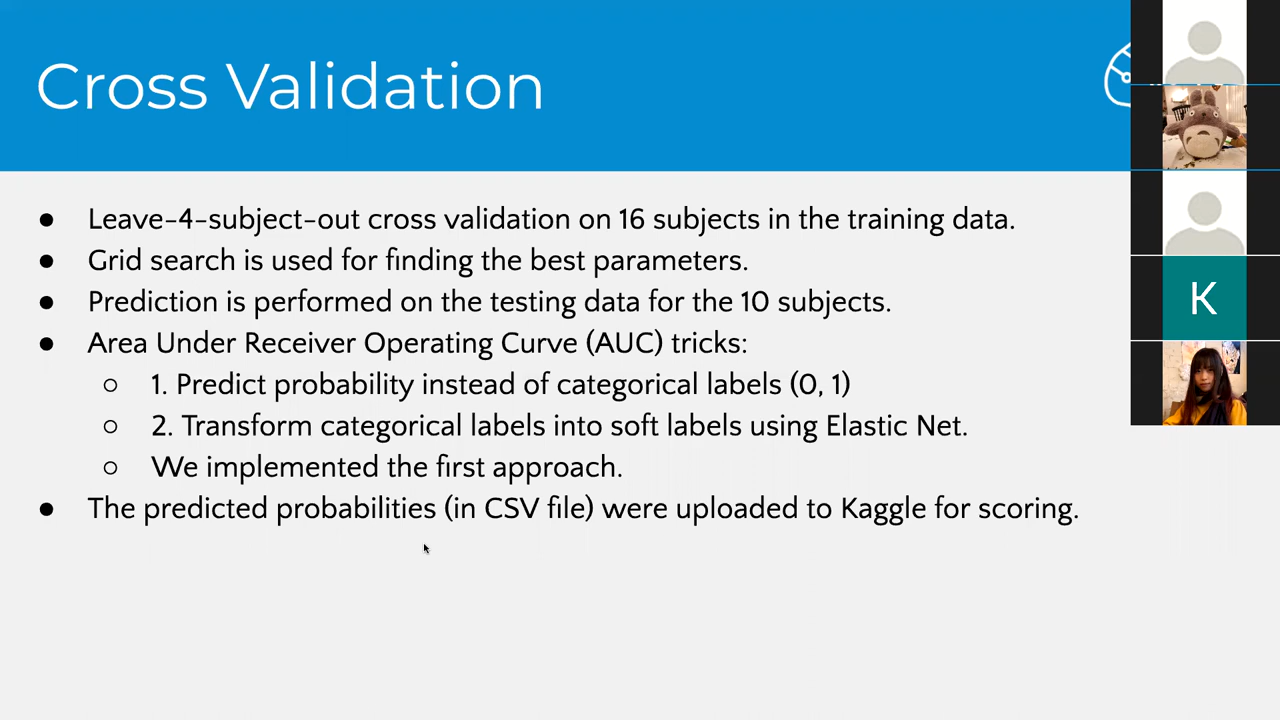 Cross Validation
● Leave-4-subject-out cross validation on 16 subjects in the training data.
● Grid search is used for finding the best parameters.
● Prediction is performed on the testing data for the 10 subjects.
● Area Under Receiver Operating Curve (AUC) tricks:
○ 1. Predict probability instead of categorical labels (0, 1)
○ 2. Transform categorical labels into soft labels using Elastic Net.
○ We implemented the first approach.
● The predicted probabilities (in CSV file) were uploaded to Kaggle for scoring.
K